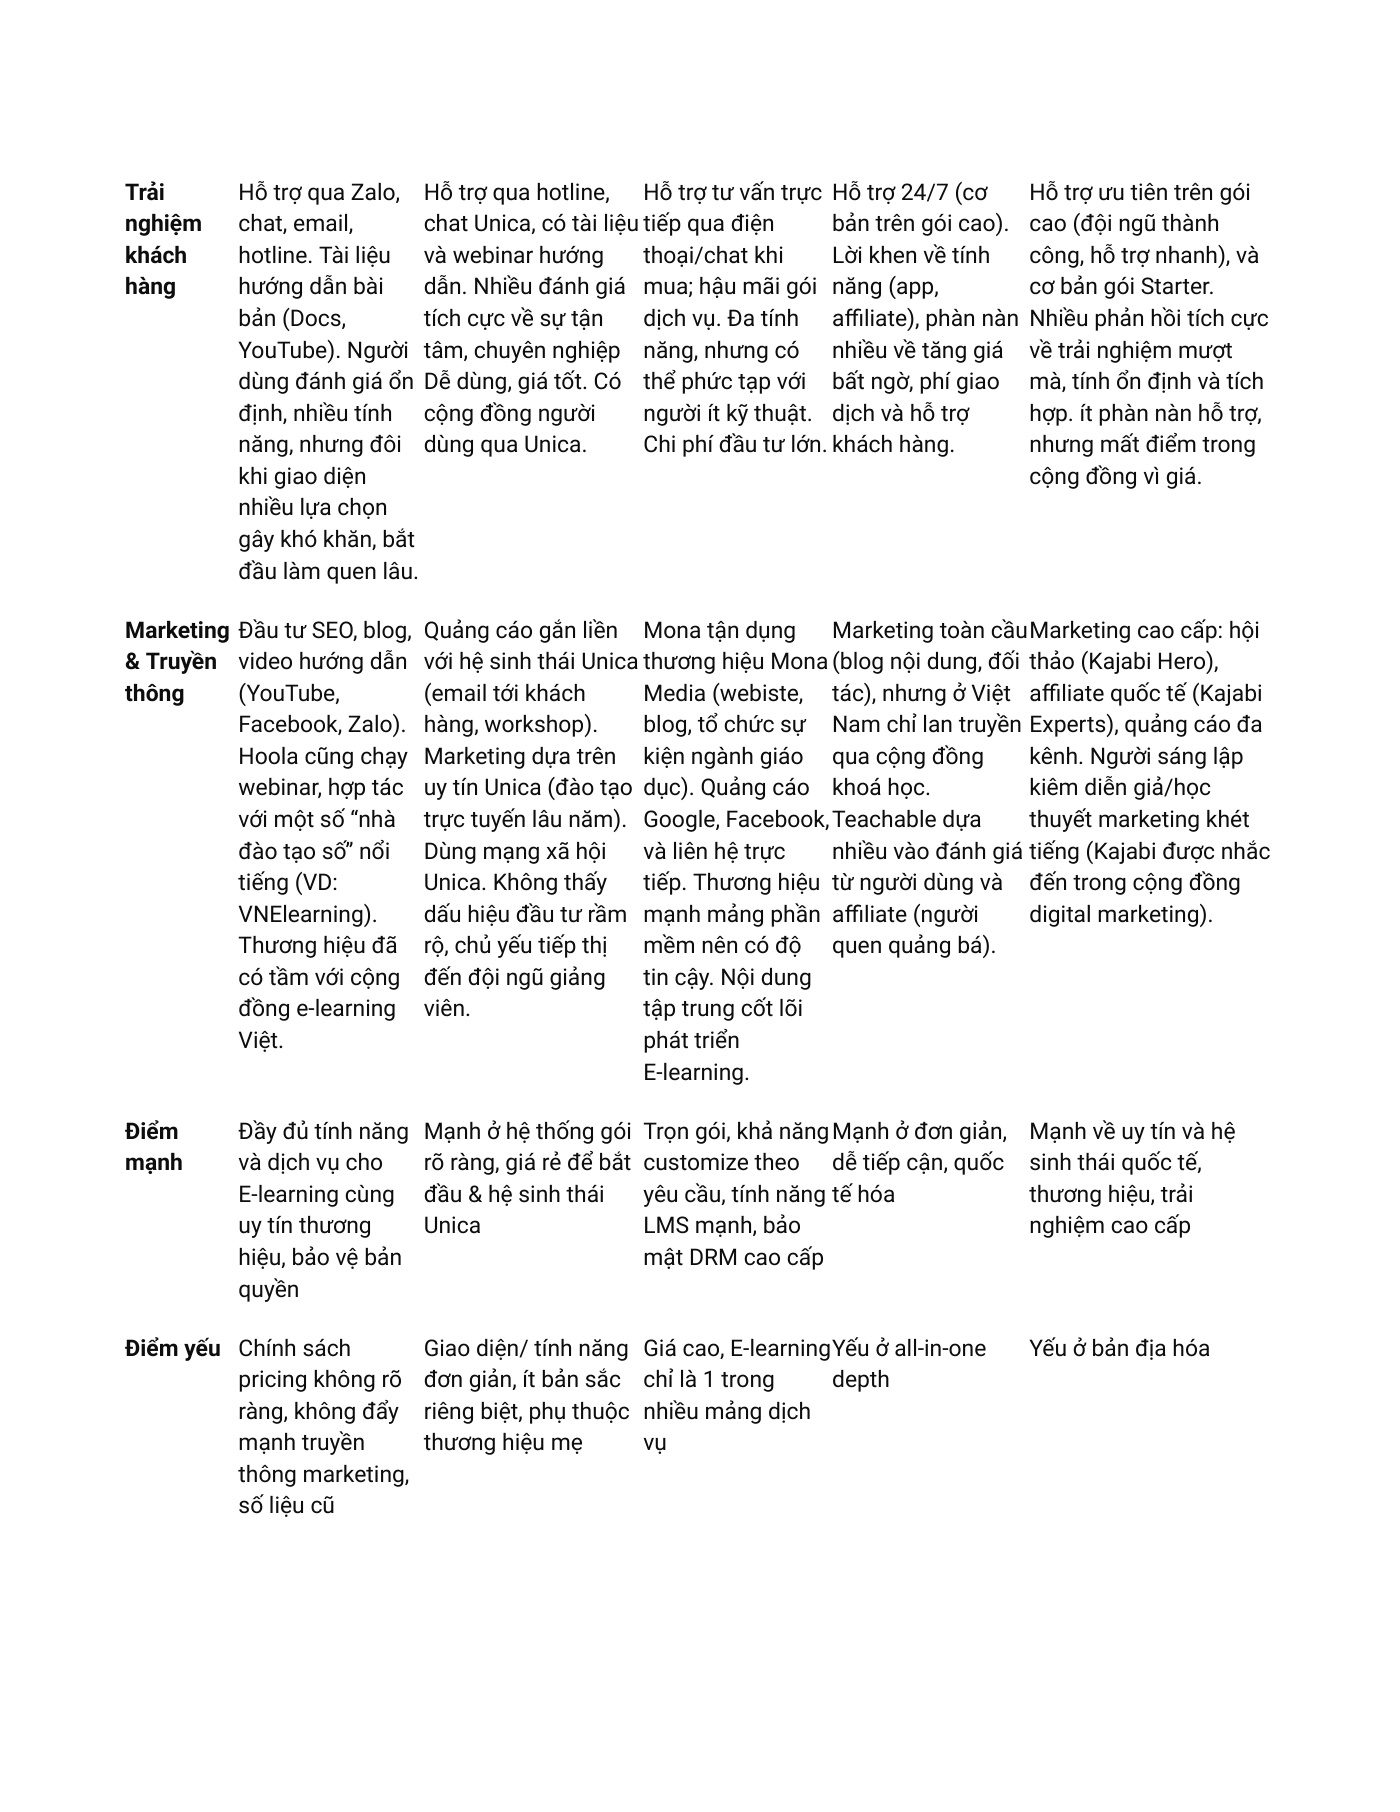 Trải
nghiệm
khách
hàng
Hỗ trợ qua Zalo,
chat, email,
hotline. Tài liệu
hướng dẫn bài
bản (Docs,
YouTube). Người
dùng đánh giá ổn
định, nhiều tính
năng, nhưng đôi
khi giao diện
nhiều lựa chọn
gây khó khăn, bắt
đầu làm quen lâu.
Hỗ trợ qua hotline,
chat Unica, có tài liệu
và webinar hướng
dẫn. Nhiều đánh giá
tích cực về sự tận
tâm, chuyên nghiệp
Dễ dùng, giá tốt. Có
cộng đồng người
dùng qua Unica.
Hỗ trợ tư vấn trực
tiếp qua điện
thoại/chat khi
mua; hậu mãi gói
dịch vụ. Đa tính
năng, nhưng có
thể phức tạp với
người ít kỹ thuật.
Chi phí đầu tư lớn.
Hỗ trợ 24/7 (cơ
bản trên gói cao).
Lời khen về tính
năng (app,
affiliate), phàn nàn
nhiều về tăng giá
bất ngờ, phí giao
dịch và hỗ trợ
khách hàng.
Hỗ trợ ưu tiên trên gói
cao (đội ngũ thành
công, hỗ trợ nhanh), và
cơ bản gói Starter.
Nhiều phản hồi tích cực
về trải nghiệm mượt
mà, tính ổn định và tích
hợp. ít phàn nàn hỗ trợ,
nhưng mất điểm trong
cộng đồng vì giá.
Marketing
& Truyền
thông
Đầu tư SEO, blog,
video hướng dẫn
(YouTube,
Facebook, Zalo).
Hoola cũng chạy
webinar, hợp tác
với một số “nhà
đào tạo số” nổi
tiếng (VD:
VNElearning).
Thương hiệu đã
có tầm với cộng
đồng e-learning
Việt.
Quảng cáo gắn liền
với hệ sinh thái Unica
(email tới khách
hàng, workshop).
Marketing dựa trên
uy tín Unica (đào tạo
trực tuyến lâu năm).
Dùng mạng xã hội
Unica. Không thấy
dấu hiệu đầu tư rầm
rộ, chủ yếu tiếp thị
đến đội ngũ giảng
viên.
Mona tận dụng
thương hiệu Mona
Media (webiste,
blog, tổ chức sự
kiện ngành giáo
dục). Quảng cáo
Google, Facebook,
và liên hệ trực
tiếp. Thương hiệu
mạnh mảng phần
mềm nên có độ
tin cậy. Nội dung
tập trung cốt lõi
phát triển
E-learning.
Marketing toàn cầu
(blog nội dung, đối
tác), nhưng ở Việt
Nam chỉ lan truyền
qua cộng đồng
khoá học.
Teachable dựa
nhiều vào đánh giá
từ người dùng và
affiliate (người
quen quảng bá).
Marketing cao cấp: hội
thảo (Kajabi Hero),
affiliate quốc tế (Kajabi
Experts), quảng cáo đa
kênh. Người sáng lập
kiêm diễn giả/học
thuyết marketing khét
tiếng (Kajabi được nhắc
đến trong cộng đồng
digital marketing).
Điểm
mạnh
Đầy đủ tính năng
và dịch vụ cho
E-learning cùng
uy tín thương
hiệu, bảo vệ bản
quyền
Mạnh ở hệ thống gói
rõ ràng, giá rẻ để bắt
đầu & hệ sinh thái
Unica
Trọn gói, khả năng
customize theo
yêu cầu, tính năng
LMS mạnh, bảo
mật DRM cao cấp
Mạnh ở đơn giản,
dễ tiếp cận, quốc
tế hóa
Mạnh về uy tín và hệ
sinh thái quốc tế,
thương hiệu, trải
nghiệm cao cấp
Điểm yếu
Chính sách
pricing không rõ
ràng, không đẩy
mạnh truyền
thông marketing,
số liệu cũ
Giao diện/ tính năng
đơn giản, ít bản sắc
riêng biệt, phụ thuộc
thương hiệu mẹ
Giá cao, E-learning
chỉ là 1 trong
nhiều mảng dịch
vụ
Yếu ở all-in-one
depth
Yếu ở bản địa hóa